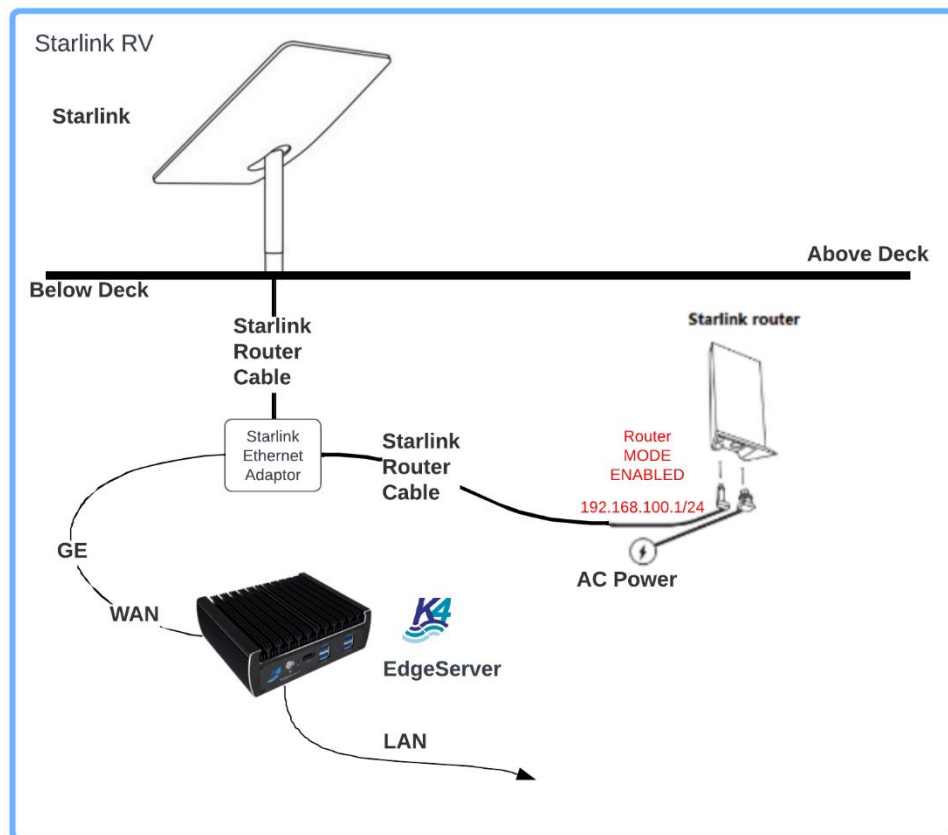 Starlink RV
Starlink
Above Deck
Below Deck
Starlink
Router
Cable
Starlink router
Starlink
Ethernet
Adaptor
Starlink
Router
Cable
Router
MODE
ENABLED
192.168.100.1/24
AC Power
GE
WAN
K4
EdgeServer
LAN